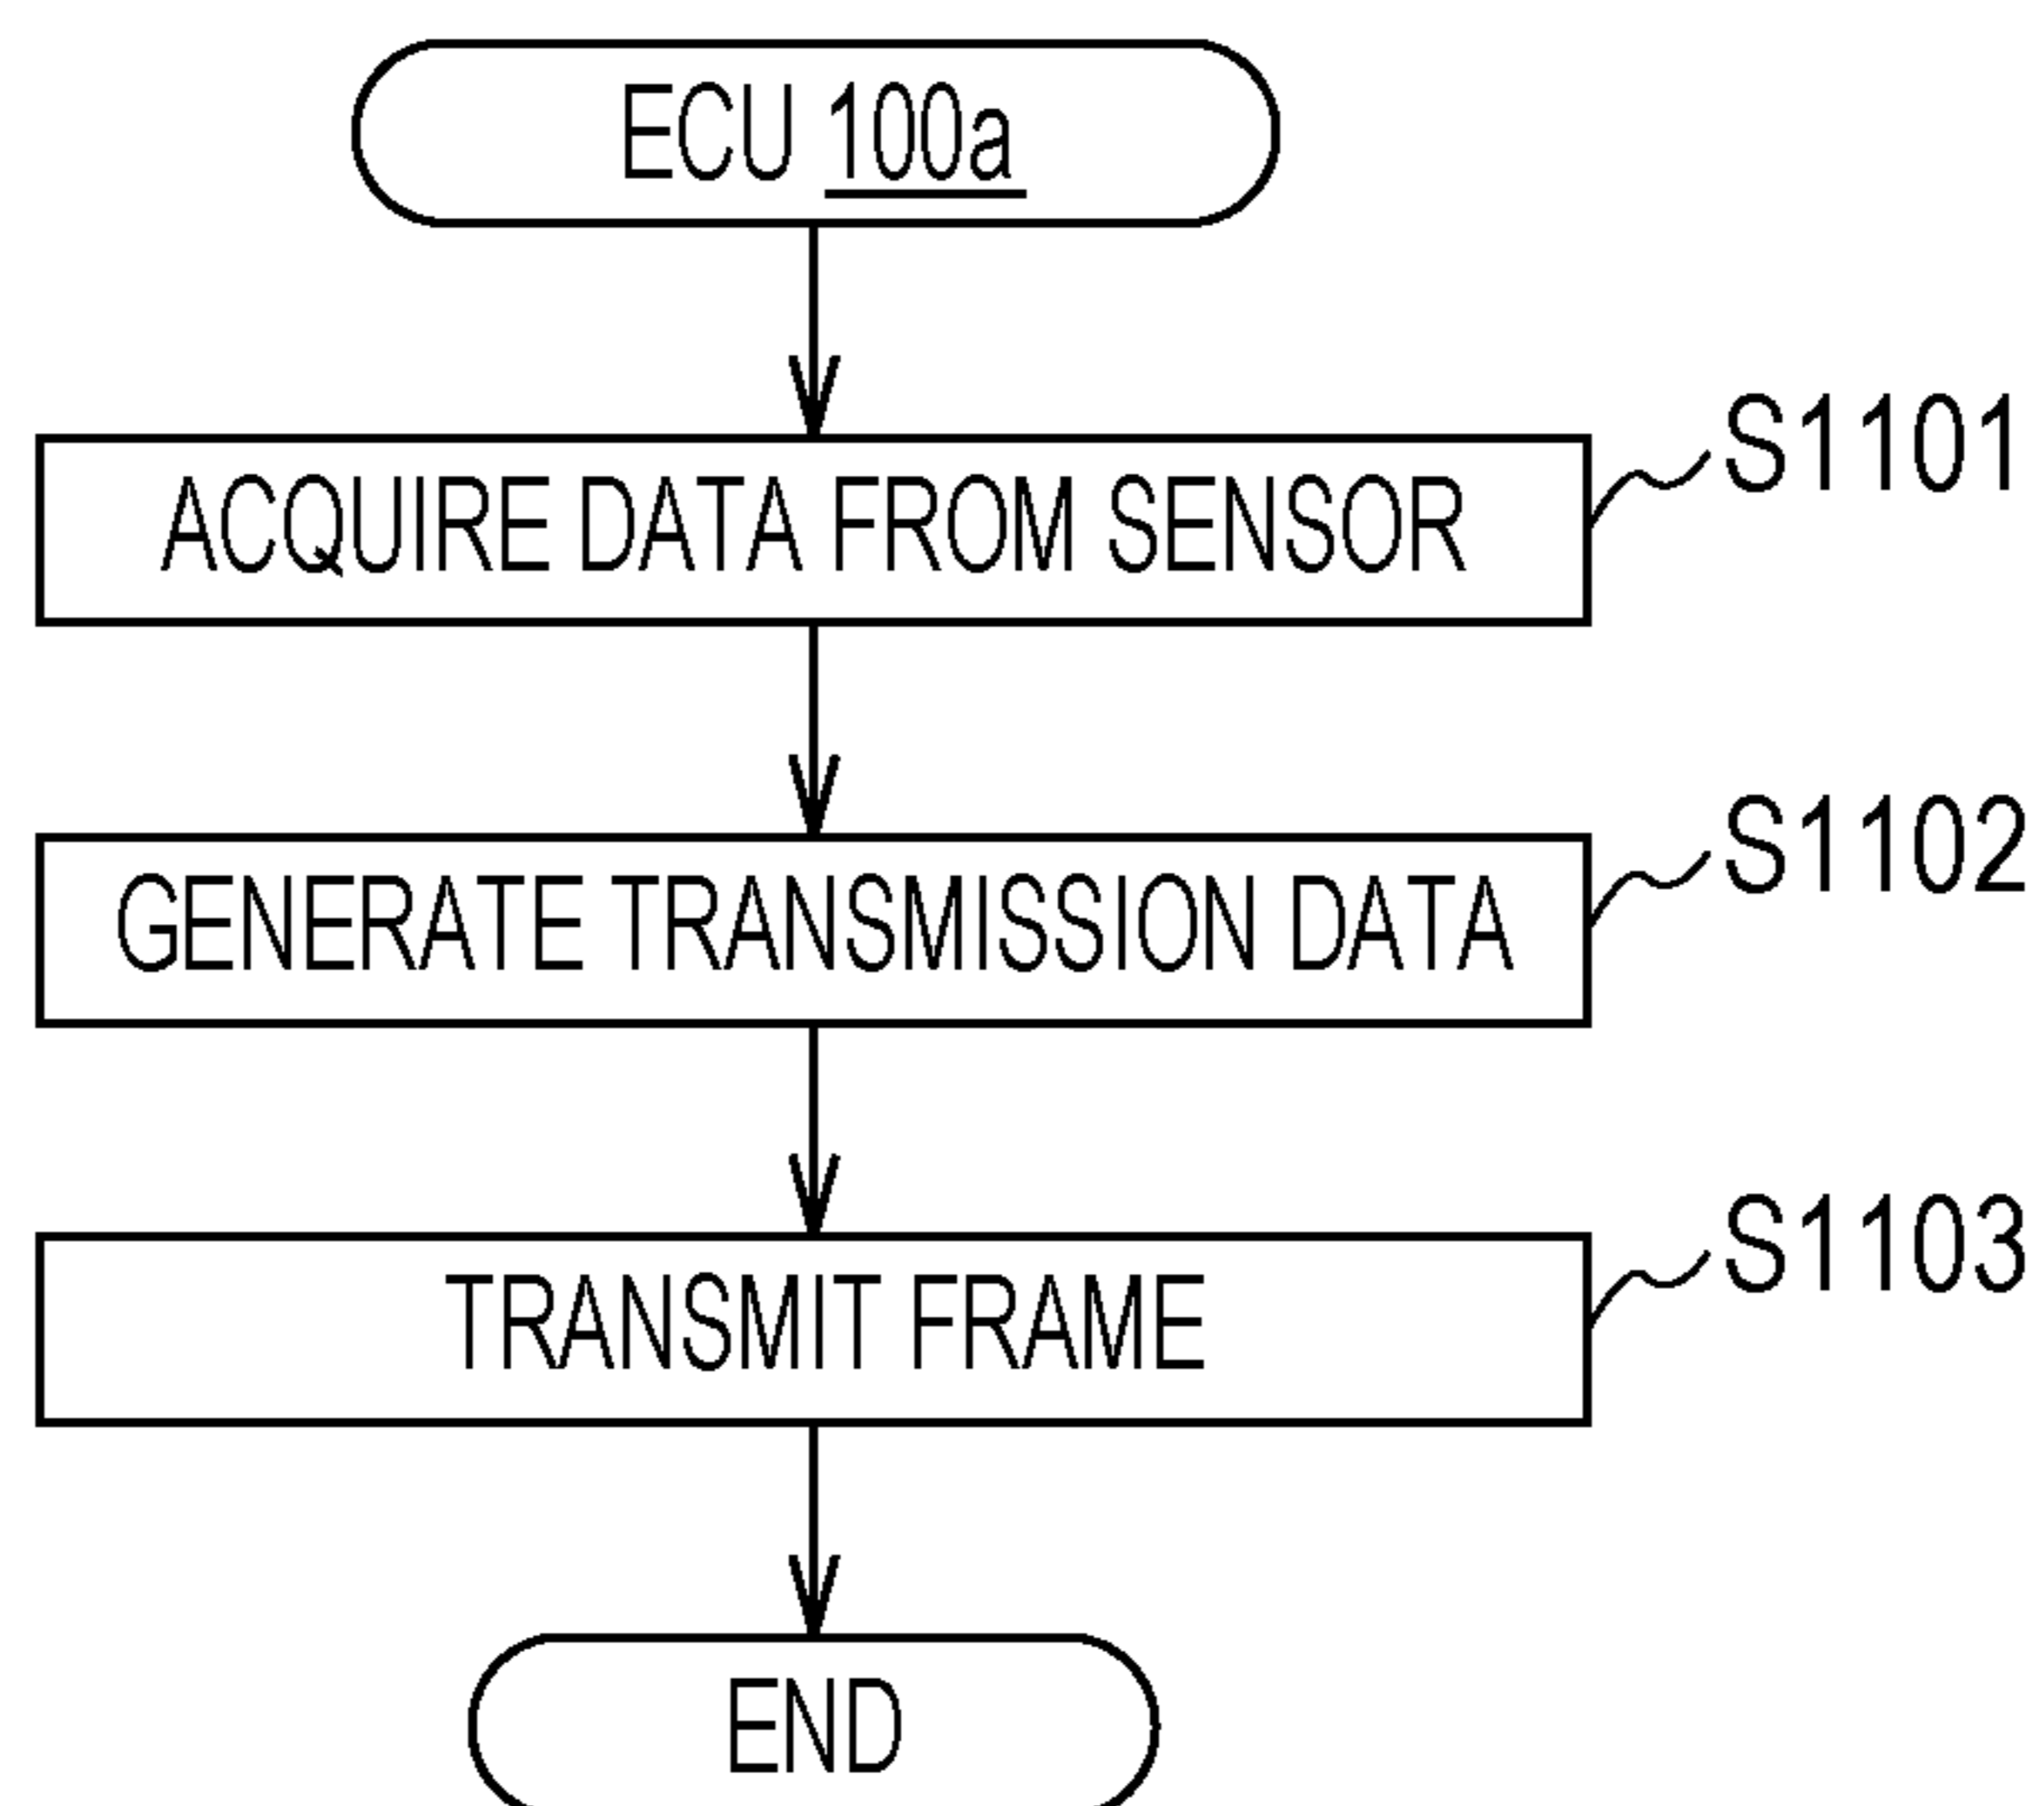 ECU 100a
ACQUIRE DATA FROM SENSOR
S1101
GENERATE TRANSMISSION DATA
S1102
TRANSMIT FRAME
S1103
END